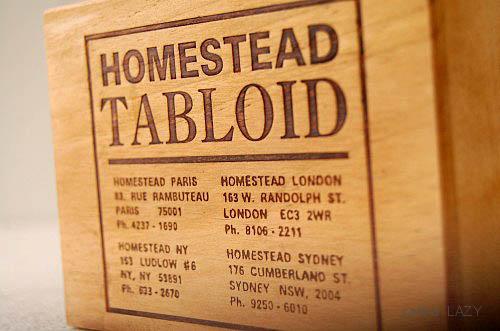 HOMESTEAD
TABLOID
HOMESTEAD PARIS
83, RUE RAMBUTEAU
PARIS 75001
Ph. 4237-1690
HOMESTEAD LONDON
163 W. RANDOLPH ST.
LONDON EC3 2WR
Ph. 8106-2211
HOMESTEAD NY
153 LUDLOW #6
NY, NY 53891
Ph. 633-2670
HOMESTEAD SYDNEY
176 CUMBERLAND ST.
SYDNEY NSW, 2004
Ph. 9250-6010
LAZY